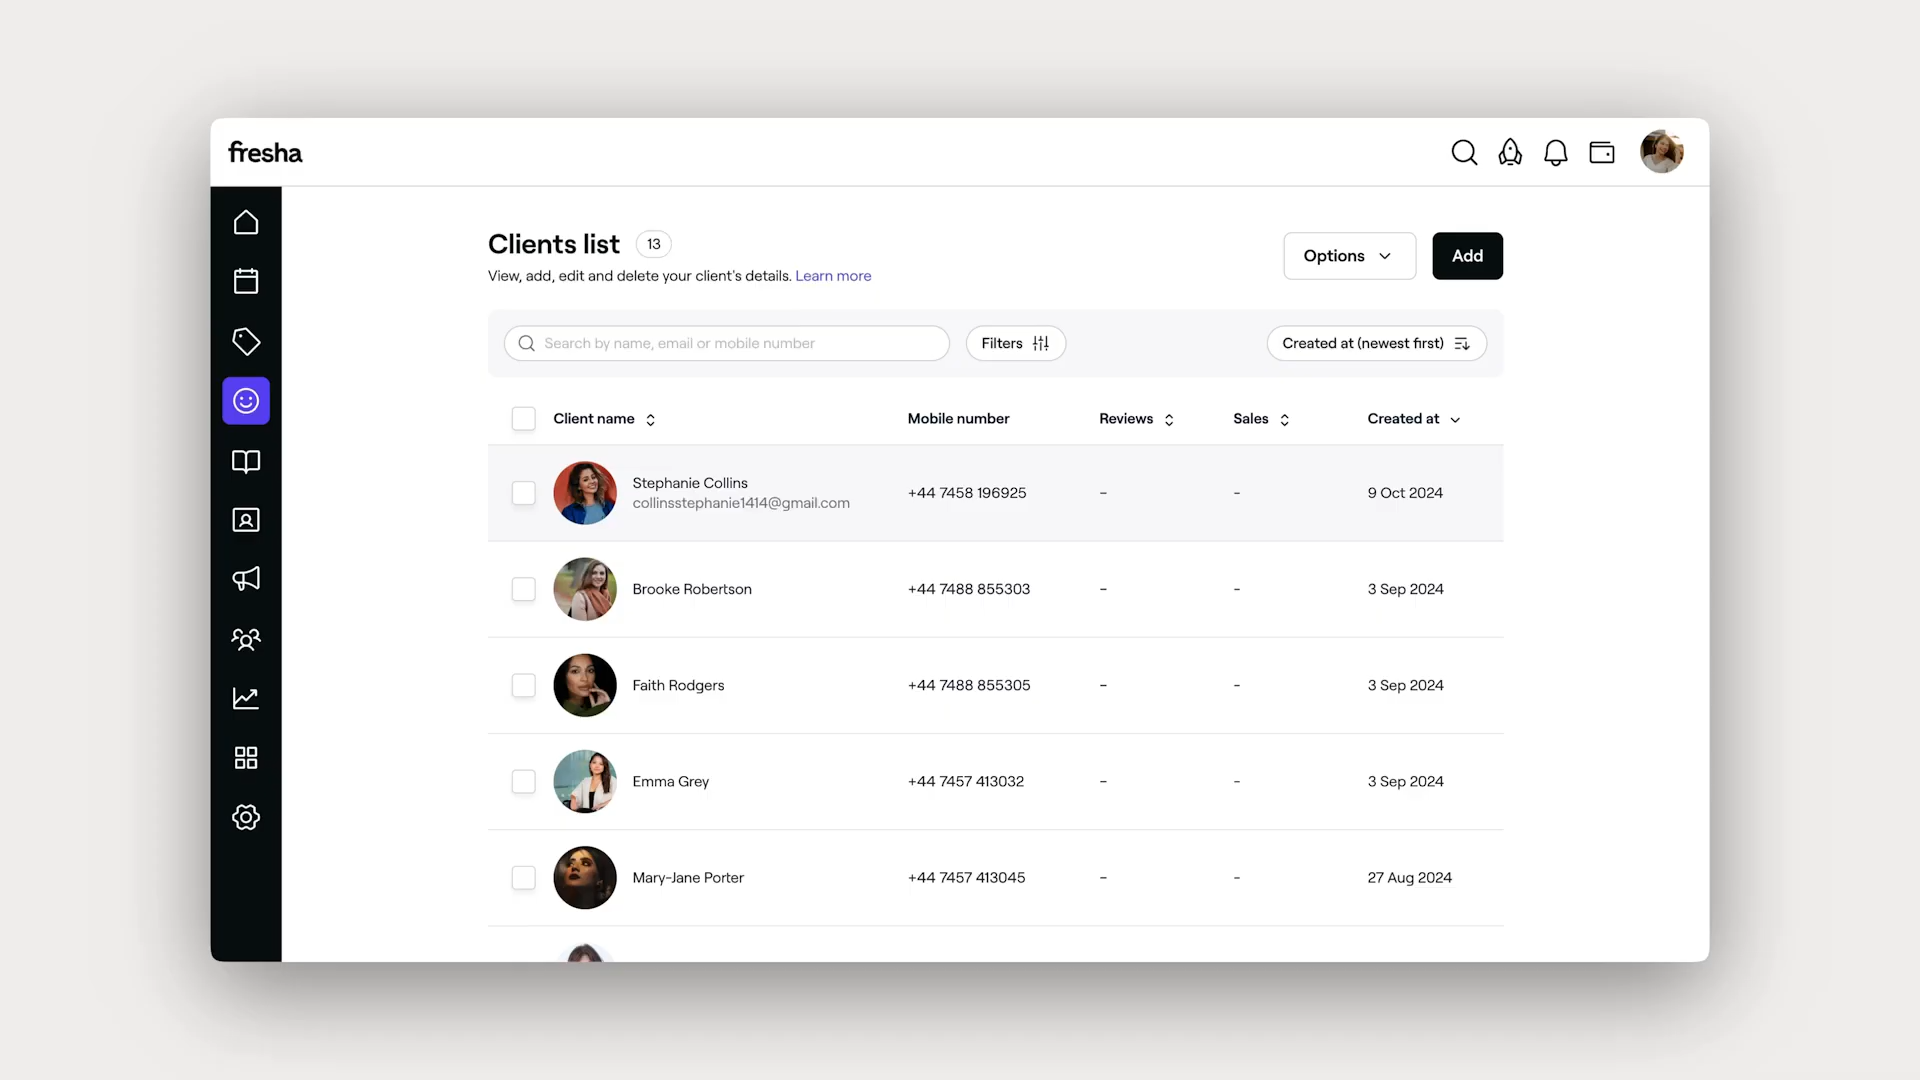 fresha
Clients list 13
View, add, edit and delete your client's details. Learn more
Options
Add
Search by name, email or mobile number
Filters
Created at (newest first)
Client name Mobile number Reviews Sales Created at
Stephanie Collins
collinsstephanie1414@gmail.com
+44 7458 196925 - - 9 Oct 2024
Brooke Robertson +44 7488 855303 - - 3 Sep 2024
Faith Rodgers +44 7488 855305 - - 3 Sep 2024
Emma Grey +44 7457 413032 - - 3 Sep 2024
Mary-Jane Porter +44 7457 413045 - - 27 Aug 2024